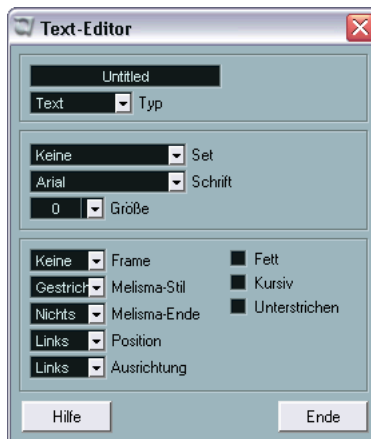 Text-Editor
Untitled
Text Typ
Keine Set
Arial Schrift
0 Größe
Keine Frame Fett
Gestrich Melisma-Stil Kursiv
Nichts Melisma-Ende Unterstrichen
Links Position
Links Ausrichtung
Hilfe Ende